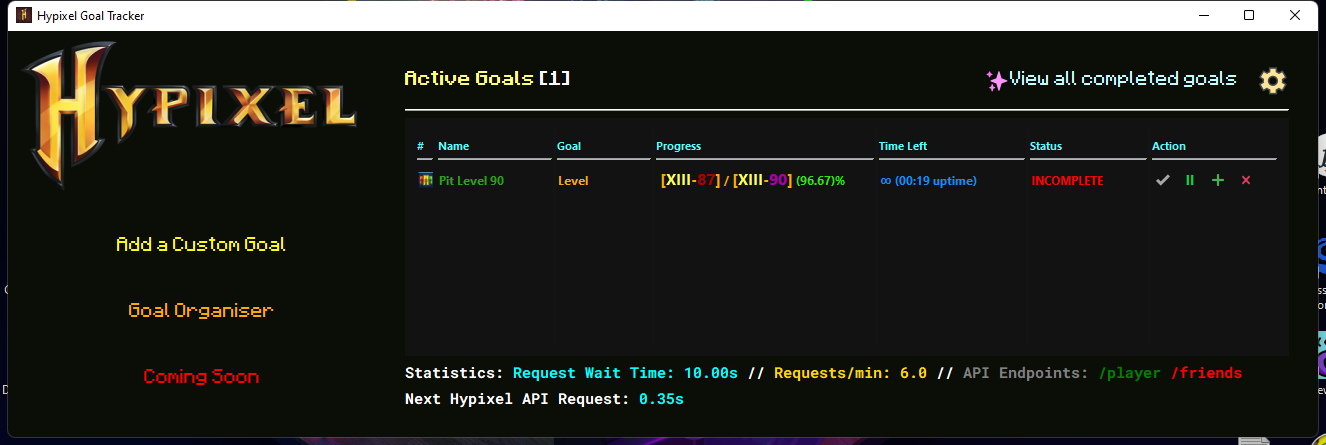 Hypixel Goal Tracker
HYPIXEL
Active Goals [1]
View all completed goals
# Name Goal Progress Time Left Status Action
Pit Level 90 Level [XIII-87] / [XIII-90] (96.67)% ∞ (00:19 uptime) INCOMPLETE
Add a Custom Goal
Goal Organiser
Coming Soon
Statistics: Request Wait Time: 10.00s // Requests/min: 6.0 // API Endpoints: /player /friends
Next Hypixel API Request: 0.35s